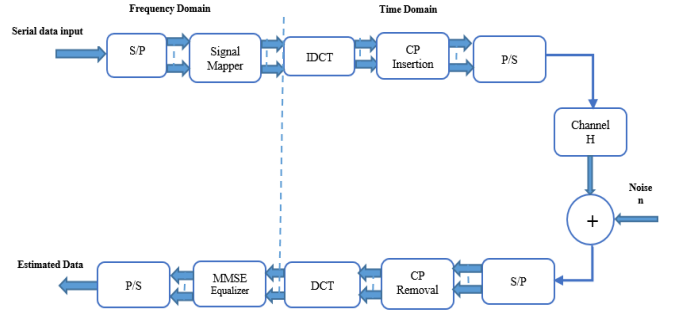 Frequency Domain
Time Domain
Serial data input
S/P
Signal
Mapper
IDCT
CP
Insertion
P/S
Channel
H
Noise
n
+
Estimated Data
P/S
MMSE
Equalizer
DCT
CP
Removal
S/P